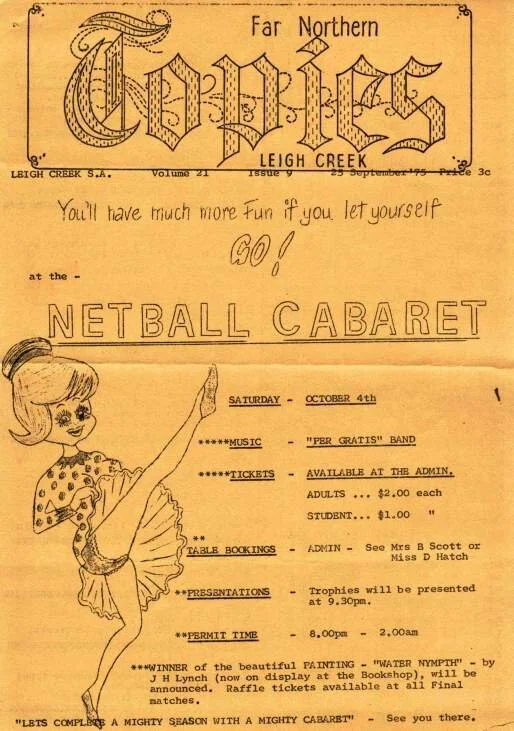 Far Northern
Topics
LEIGH CREEK
LEIGH CREEK S.A. Volume 21 Issue 9 25 September '75 Price 3c
You'll have much more Fun if you let yourself
GO!
at the -
NETBALL CABARET
SATURDAY - OCTOBER 4th
*****MUSIC - "PER GRATIS" BAND
*****TICKETS - AVAILABLE AT THE ADMIN.
ADULTS ... $2.00 each
STUDENT... $1.00 "
**
TABLE BOOKINGS - ADMIN - See Mrs B Scott or
Miss D Hatch
**PRESENTATIONS - Trophies will be presented
at 9.30pm.
**PERMIT TIME - 8.00pm - 2.00am
***WINNER of the beautiful PAINTING - "WATER NYMPTH" - by
J H Lynch (now on display at the Bookshop), will be
announced. Raffle tickets available at all Final
matches.
"LETS COMPLETE A MIGHTY SEASON WITH A MIGHTY CABARET" - See you there.